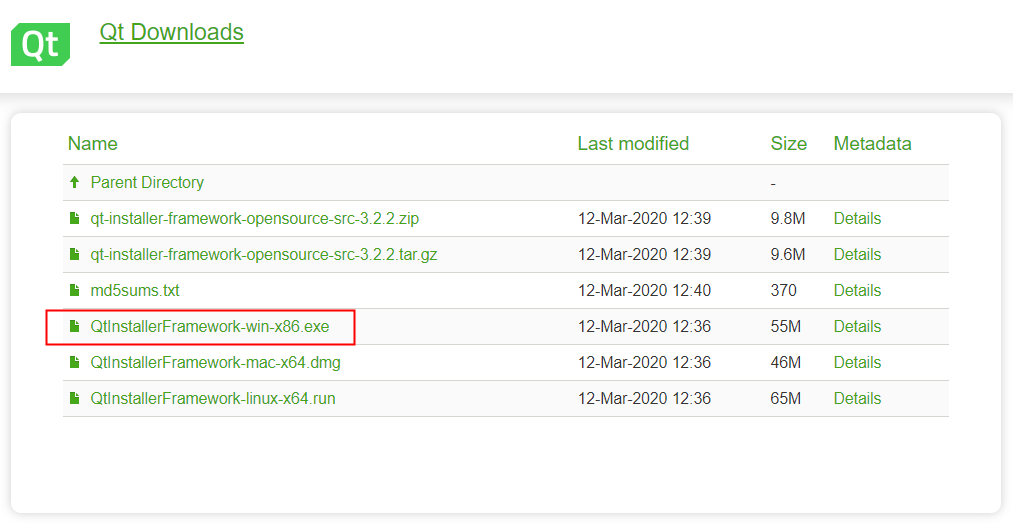 Qt Qt Downloads
Name Last modified Size Metadata
Parent Directory -
qt-installer-framework-opensource-src-3.2.2.zip 12-Mar-2020 12:39 9.8M Details
qt-installer-framework-opensource-src-3.2.2.tar.gz 12-Mar-2020 12:39 9.6M Details
md5sums.txt 12-Mar-2020 12:40 370 Details
QtInstallerFramework-win-x86.exe 12-Mar-2020 12:36 55M Details
QtInstallerFramework-mac-x64.dmg 12-Mar-2020 12:36 46M Details
QtInstallerFramework-linux-x64.run 12-Mar-2020 12:36 65M Details